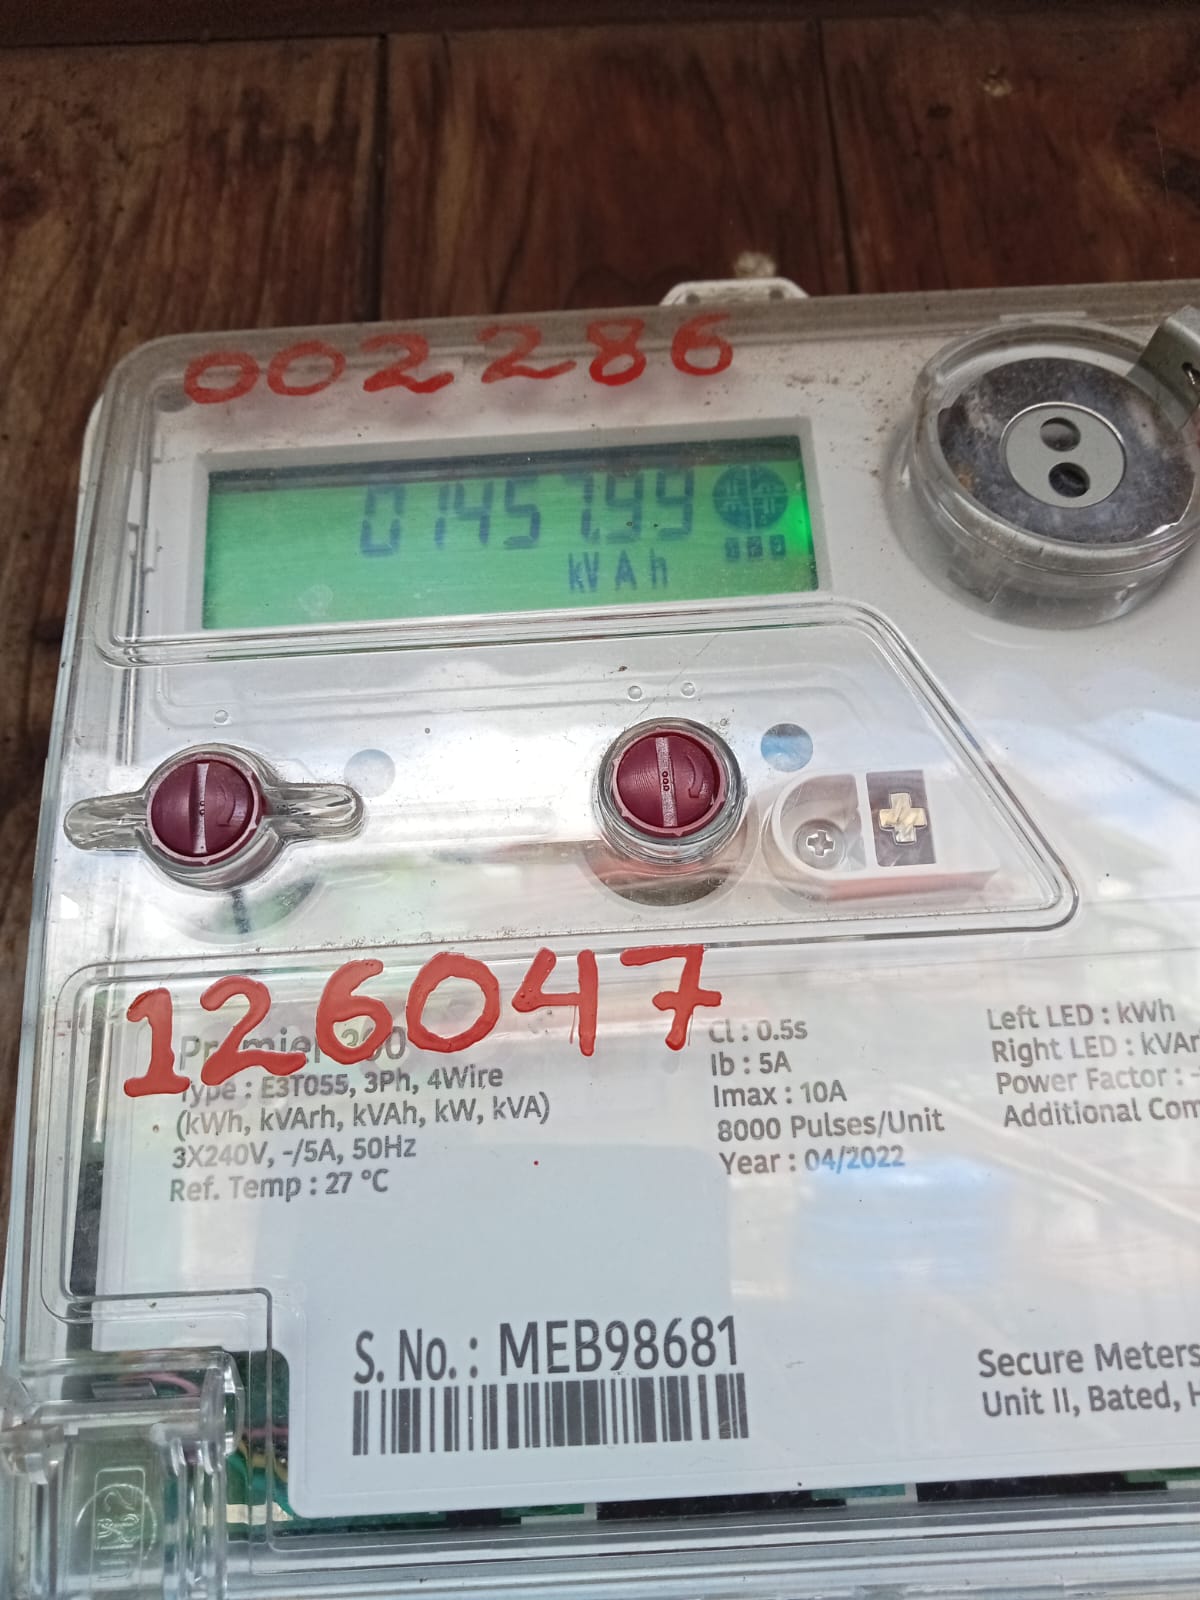 002286
01457.99
kVAh
126047
Premier 300
Type : E3T055, 3Ph, 4Wire
(kWh, kVArh, kVAh, kW, kVA)
3X240V, -/5A, 50Hz
Ref. Temp : 27 °C
Cl : 0.5s
Ib : 5A
Imax : 10A
8000 Pulses/Unit
Year : 04/2022
Left LED : kWh
Right LED : kVAr
Power Factor :
Additional Com
S. No. : MEB98681
Secure Meters
Unit II, Bated, H